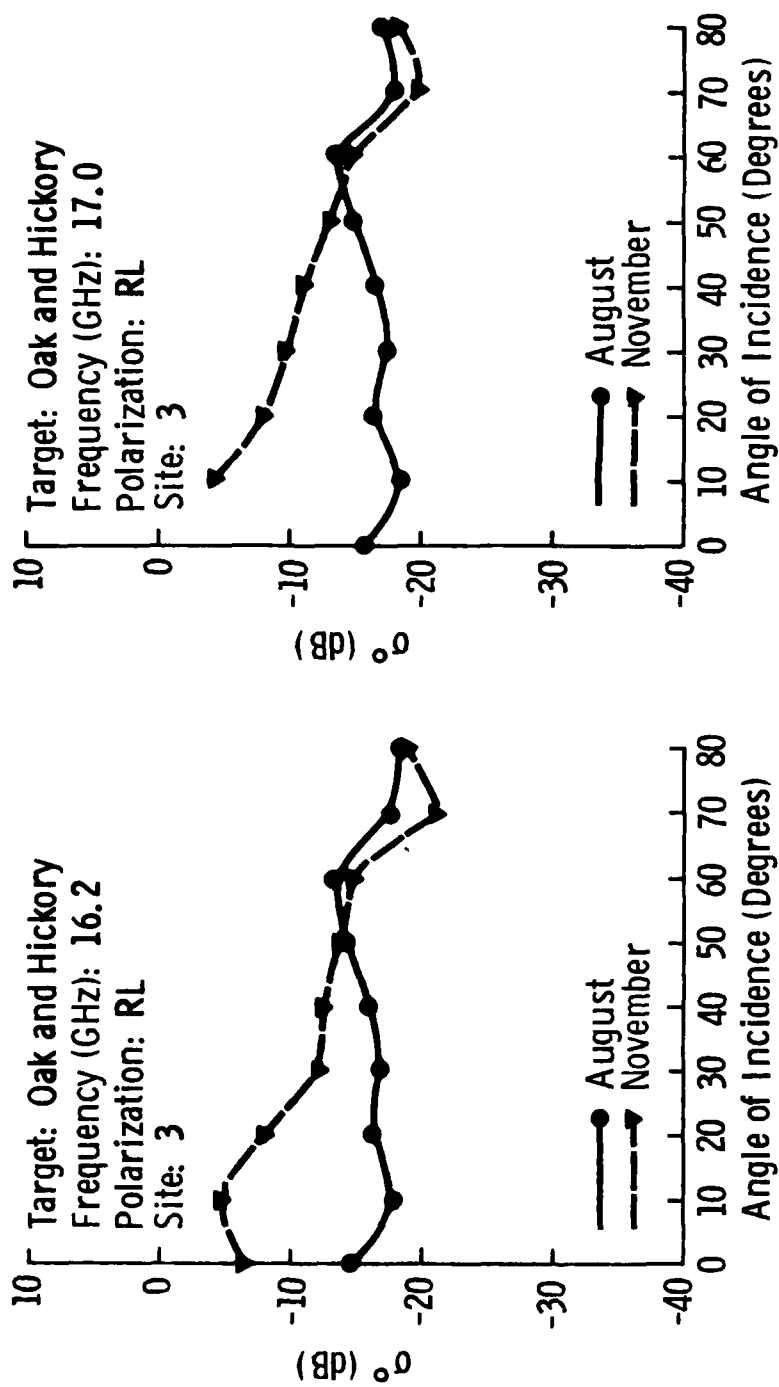 Target: Oak and Hickory
Frequency (GHz): 16.2
Polarization: RL
Site: 3
10
0
-10
-20
-30
-40
σ° (dB)
August
November
0 10 20 30 40 50 60 70 80
Angle of Incidence (Degrees)
Target: Oak and Hickory
Frequency (GHz): 17.0
Polarization: RL
Site: 3
10
0
-10
-20
-30
-40
σ° (dB)
August
November
0 10 20 30 40 50 60 70 80
Angle of Incidence (Degrees)